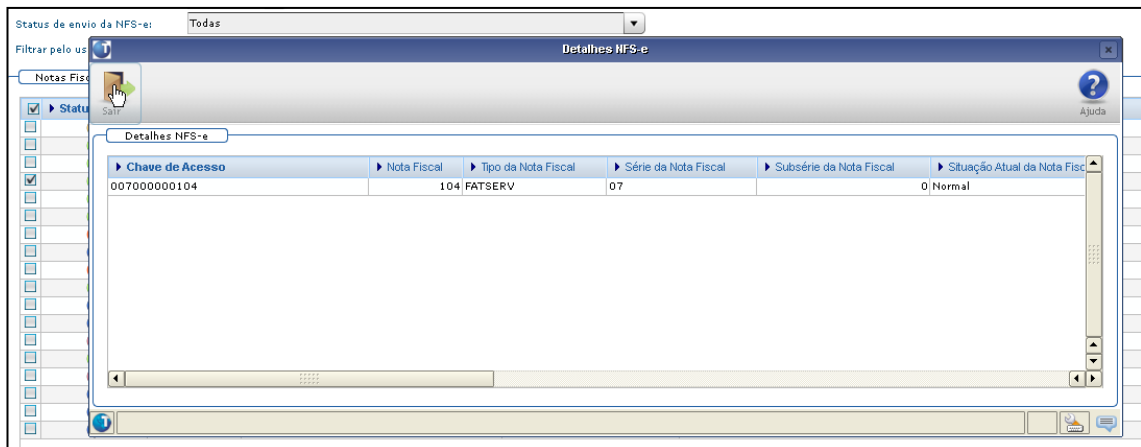 Status de envio da NFS-e: Todas
Filtrar pelo us
Detalhes NFS-e
Notas Fisc
Sair
Ajuda
Statu
Detalhes NFS-e
Chave de Acesso Nota Fiscal Tipo da Nota Fiscal Série da Nota Fiscal Subsérie da Nota Fiscal Situação Atual da Nota Fisc
007000000104 104 FATSERV 07 0 Normal